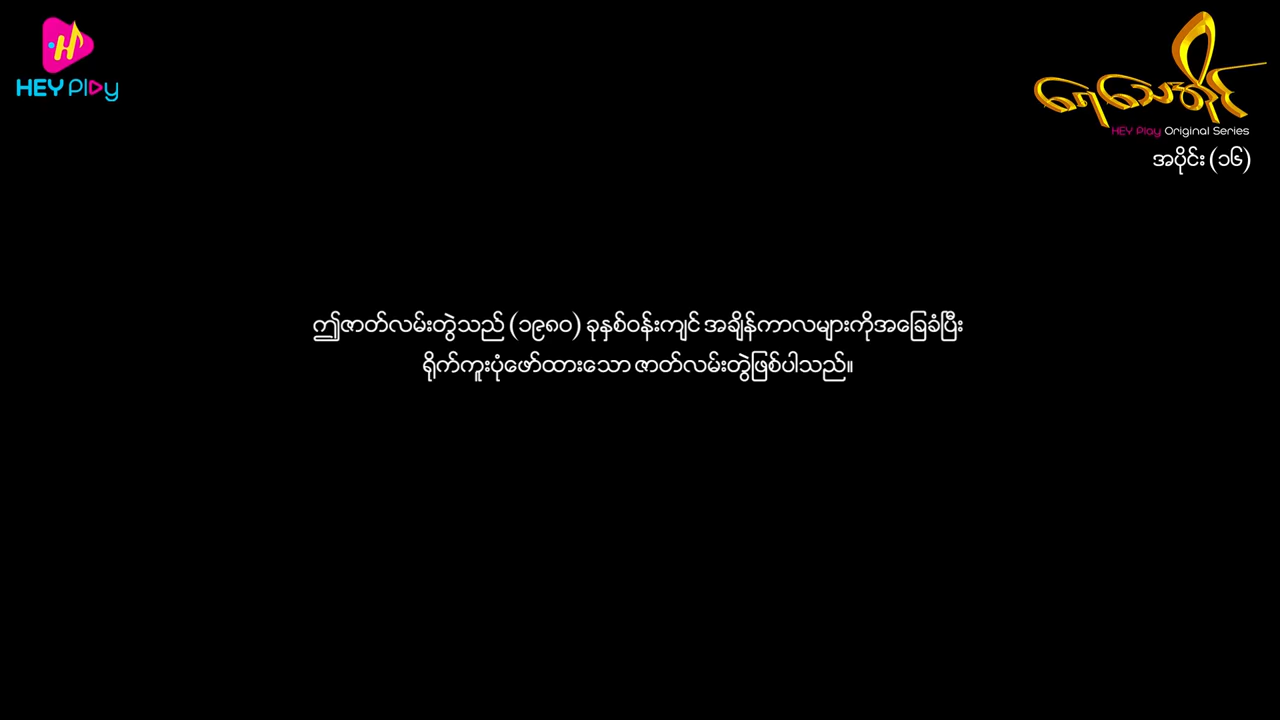 HEY Play
ရေသေတိုင်
HEY Play Original Series
အပိုင်း (၁၆)
ဤဇာတ်လမ်းတွဲသည် (၁၉၈၀) ခုနှစ်ဝန်းကျင် အချိန်ကာလများကိုအခြေခံပြီး
ရိုက်ကူးပုံဖော်ထားသော ဇာတ်လမ်းတွဲဖြစ်ပါသည်။